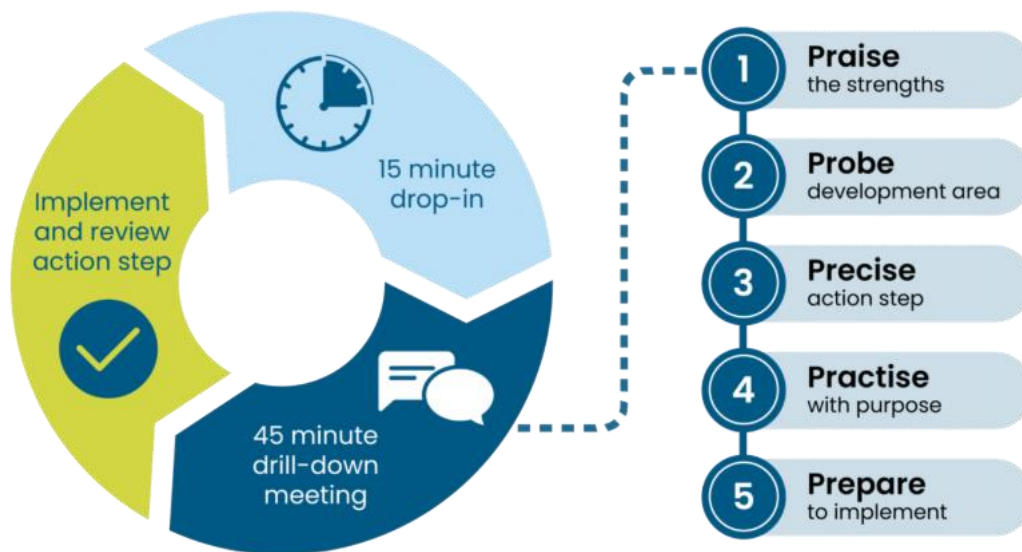 15 minute
drop-in
45 minute
drill-down
meeting
Implement
and review
action step
1
Praise
the strengths
2
Probe
development area
3
Precise
action step
4
Practise
with purpose
5
Prepare
to implement